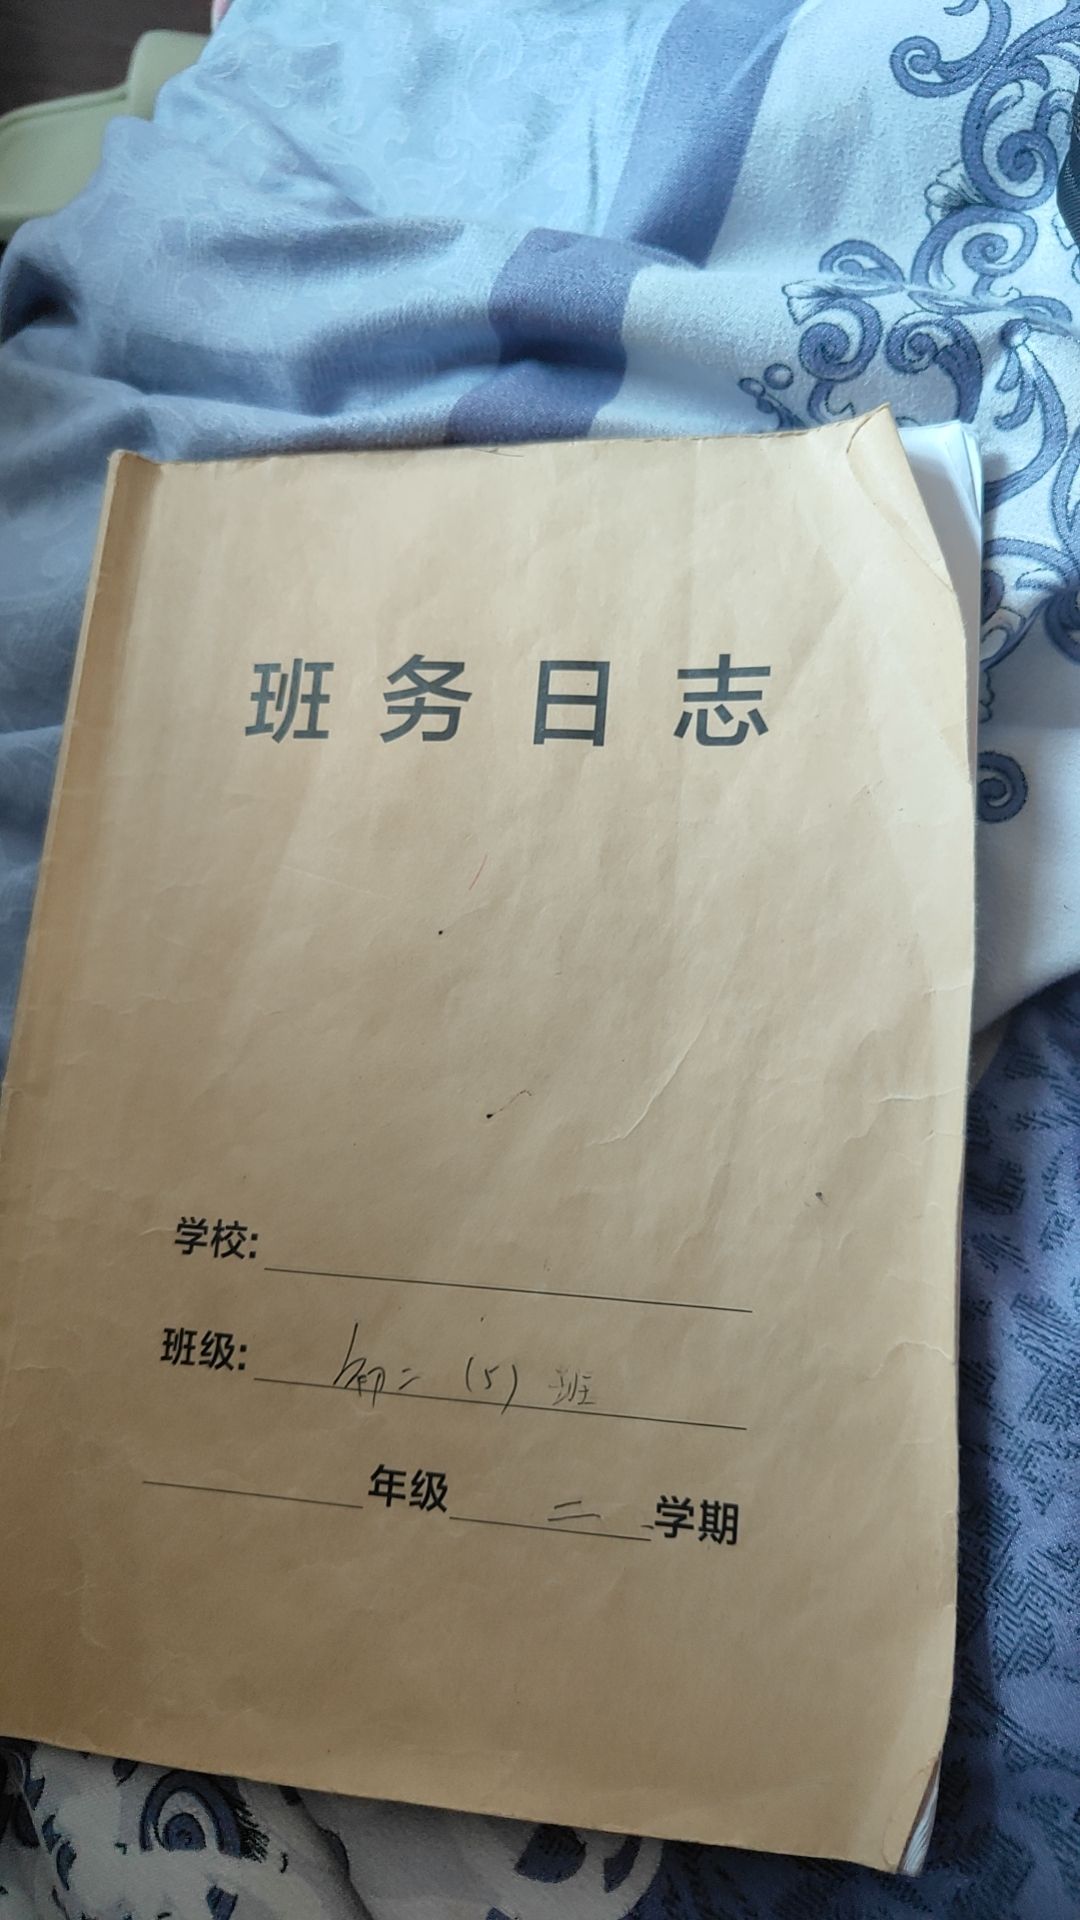 班务日志
学校:
班级: 初二 (5) 班
年级 二 学期